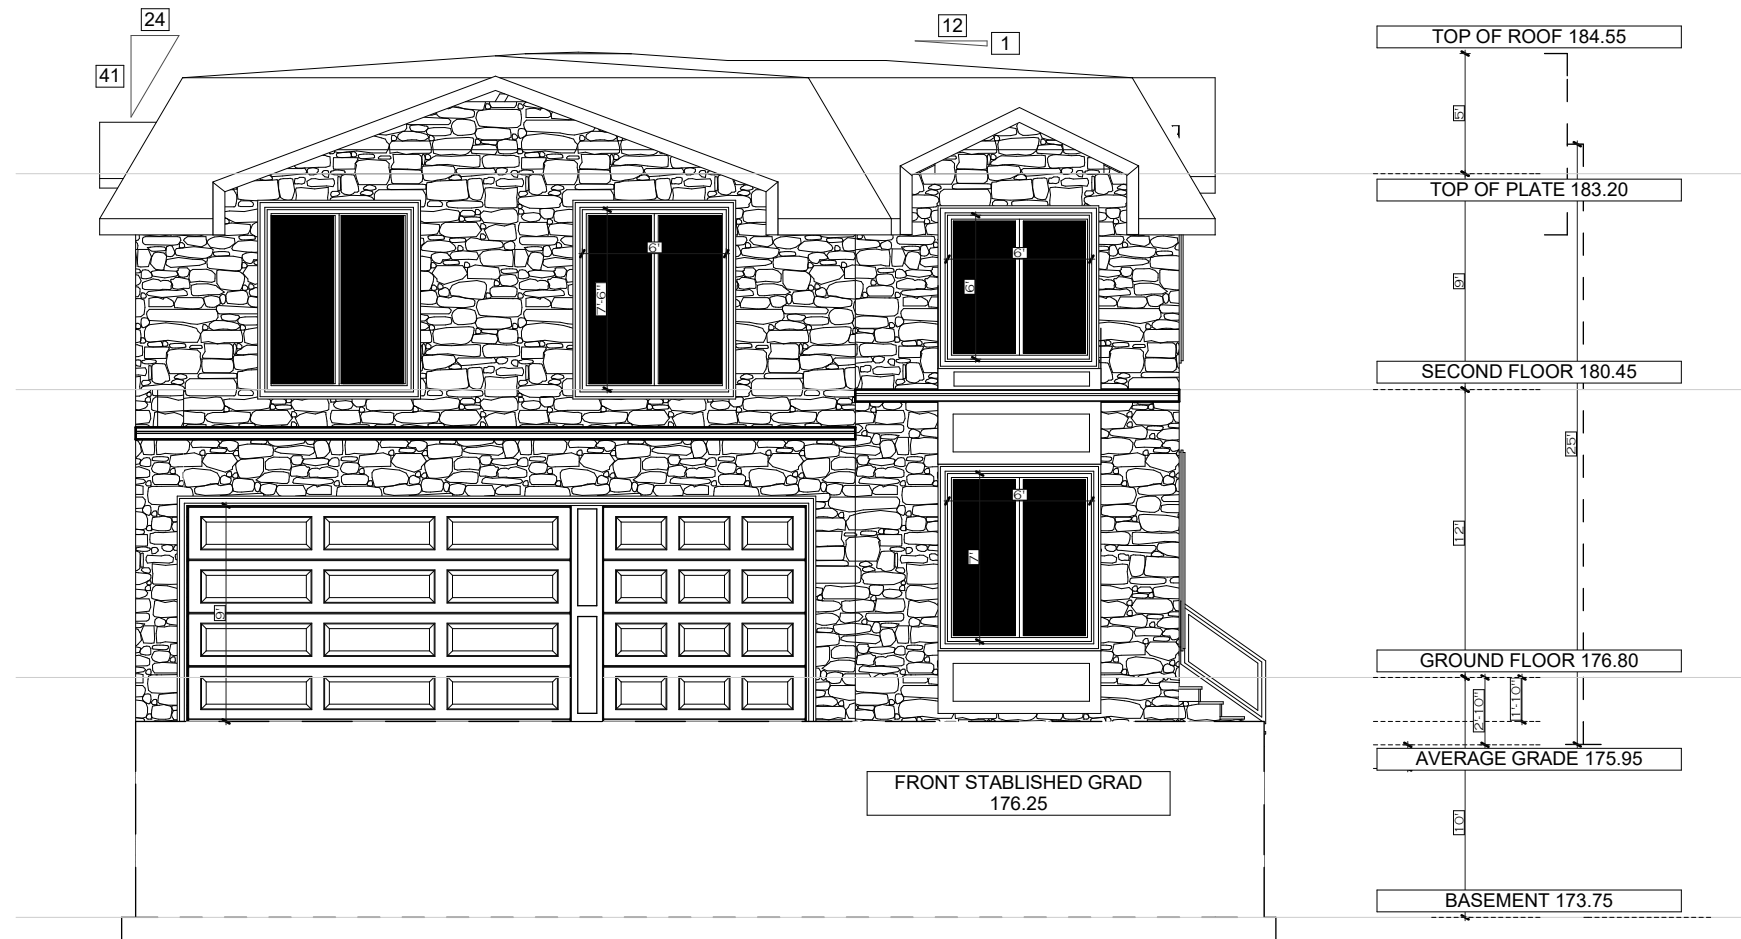 24
12
41
1
TOP OF ROOF 184.55
5'
TOP OF PLATE 183.20
6'
6'
7'-6"
6'
9'
SECOND FLOOR 180.45
25'
6'
7'
12'
9'
GROUND FLOOR 176.80
2'-10"
1'-10"
AVERAGE GRADE 175.95
FRONT STABLISHED GRAD
176.25
10'
BASEMENT 173.75